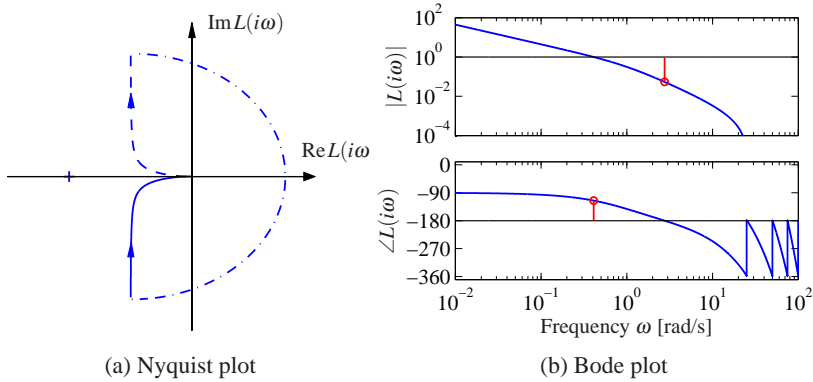 Im L(iω)
Re L(iω
(a) Nyquist plot
|L(iω)|
10^2
10^0
10^−2
10^−4
∠L(iω)
0
−90
−180
−270
−360
10^−2
10^−1
10^0
10^1
10^2
Frequency ω [rad/s]
(b) Bode plot